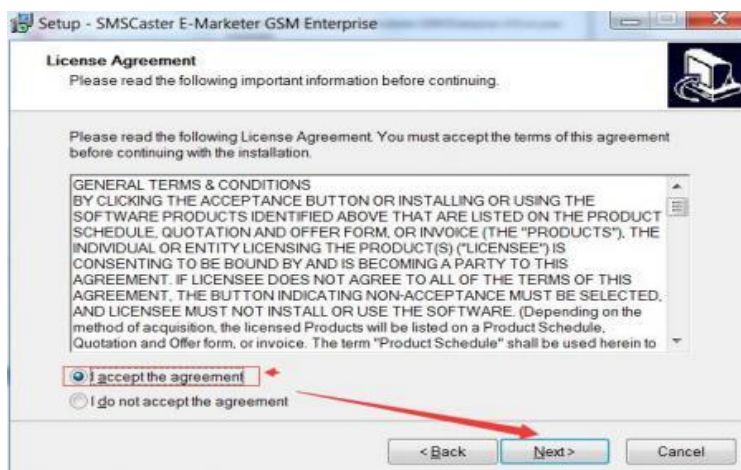 Setup - SMSCaster E-Marketer GSM Enterprise
License Agreement
Please read the following important information before continuing.
Please read the following License Agreement. You must accept the terms of this agreement
before continuing with the installation.
GENERAL TERMS & CONDITIONS
BY CLICKING THE ACCEPTANCE BUTTON OR INSTALLING OR USING THE
SOFTWARE PRODUCTS IDENTIFIED ABOVE THAT ARE LISTED ON THE PRODUCT
SCHEDULE, QUOTATION AND OFFER FORM, OR INVOICE (THE "PRODUCTS"), THE
INDIVIDUAL OR ENTITY LICENSING THE PRODUCT(S) ("LICENSEE") IS
CONSENTING TO BE BOUND BY AND IS BECOMING A PARTY TO THIS
AGREEMENT. IF LICENSEE DOES NOT AGREE TO ALL OF THE TERMS OF THIS
AGREEMENT, THE BUTTON INDICATING NON-ACCEPTANCE MUST BE SELECTED,
AND LICENSEE MUST NOT INSTALL OR USE THE SOFTWARE. (Depending on the
method of acquisition, the licensed Products will be listed on a Product Schedule,
Quotation and Offer form, or invoice. The term "Product Schedule" shall be used herein to
I accept the agreement
I do not accept the agreement
< Back
Next >
Cancel